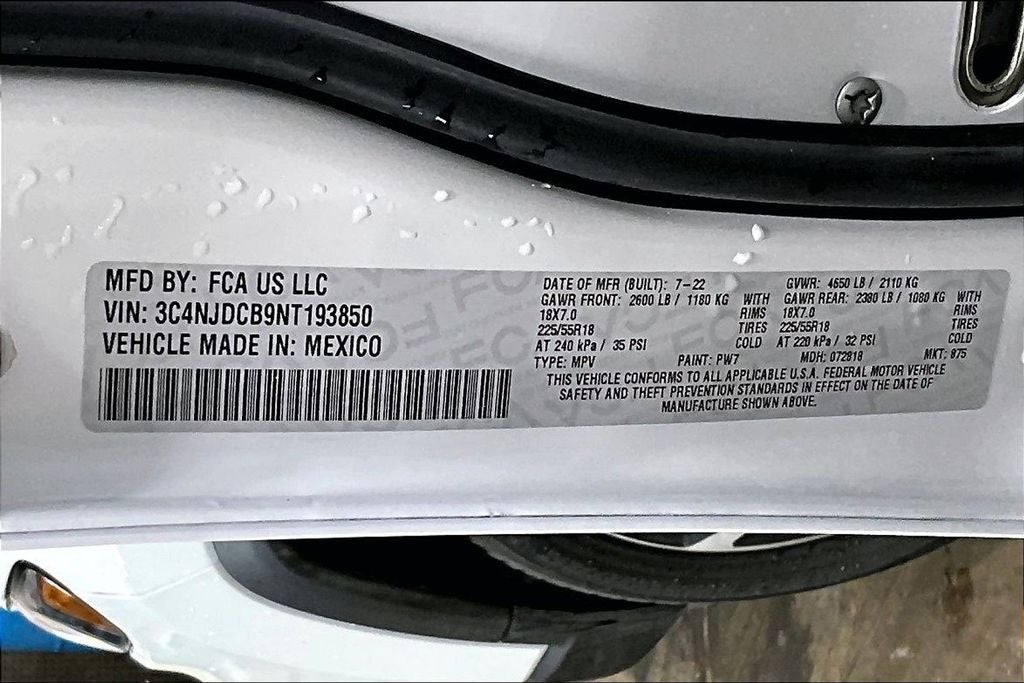 MFD BY: FCA US LLC
VIN: 3C4NJDCB9NT193850
VEHICLE MADE IN: MEXICO
DATE OF MFR (BUILT): 7-22 GVWR: 4650 LB / 2110 KG
GAWR FRONT: 2600 LB / 1180 KG WITH GAWR REAR: 2380 LB / 1080 KG WITH
18X7.0 RIMS 18X7.0 RIMS
225/55R18 TIRES 225/55R18 TIRES
AT 240 kPa / 35 PSI COLD AT 220 kPa / 32 PSI COLD
TYPE: MPV PAINT: PW7 MDH: 072818 MKT: 875
THIS VEHICLE CONFORMS TO ALL APPLICABLE U.S.A. FEDERAL MOTOR VEHICLE
SAFETY AND THEFT PREVENTION STANDARDS IN EFFECT ON THE DATE OF
MANUFACTURE SHOWN ABOVE.